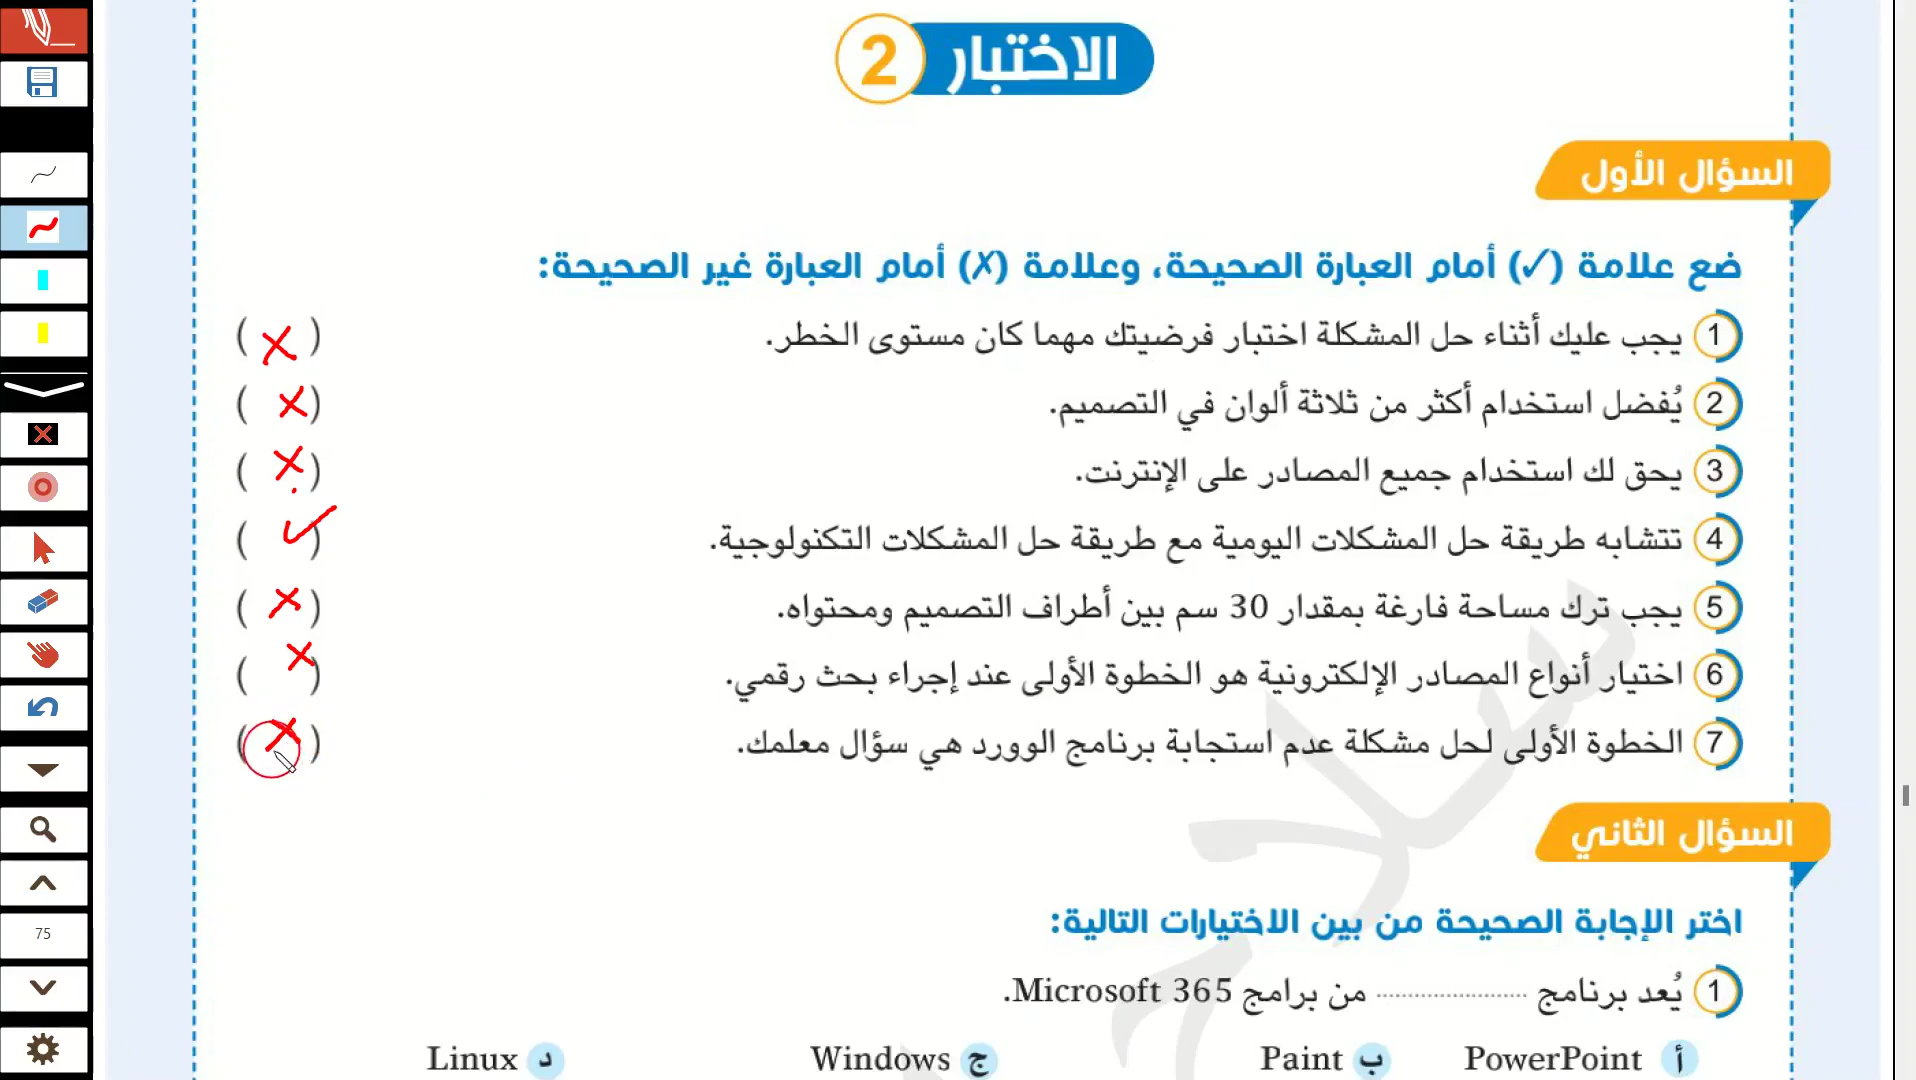 الاختبار 2
السؤال الأول
ضع علامة (✓) أمام العبارة الصحيحة، وعلامة (✗) أمام العبارة غير الصحيحة:
1 يجب عليك أثناء حل المشكلة اختبار فرضيتك مهما كان مستوى الخطر. ( ✗ )
2 يُفضل استخدام أكثر من ثلاثة ألوان في التصميم. ( ✗ )
3 يحق لك استخدام جميع المصادر على الإنترنت. ( ✗ )
4 تتشابه طريقة حل المشكلات اليومية مع طريقة حل المشكلات التكنولوجية. ( ✓ )
5 يجب ترك مساحة فارغة بمقدار 30 سم بين أطراف التصميم ومحتواه. ( ✗ )
6 اختيار أنواع المصادر الإلكترونية هو الخطوة الأولى عند إجراء بحث رقمي. ( ✗ )
7 الخطوة الأولى لحل مشكلة عدم استجابة برنامج الوورد هي سؤال معلمك. ( ✗ )
السؤال الثاني
اختر الإجابة الصحيحة من بين الاختيارات التالية:
1 يُعد برنامج ........................ من برامج Microsoft 365.
أ PowerPoint ب Paint ج Windows د Linux
75